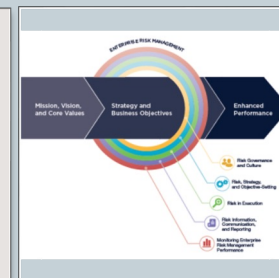 ENTERPRISE RISK MANAGEMENT
Mission, Vision,
and Core Values
Strategy and
Business Objectives
Enhanced
Performance
Risk Governance
and Culture
Risk, Strategy,
and Objective-Setting
Risk in Execution
Risk Information,
Communication,
and Reporting
Monitoring Enterprise
Risk Management
Performance